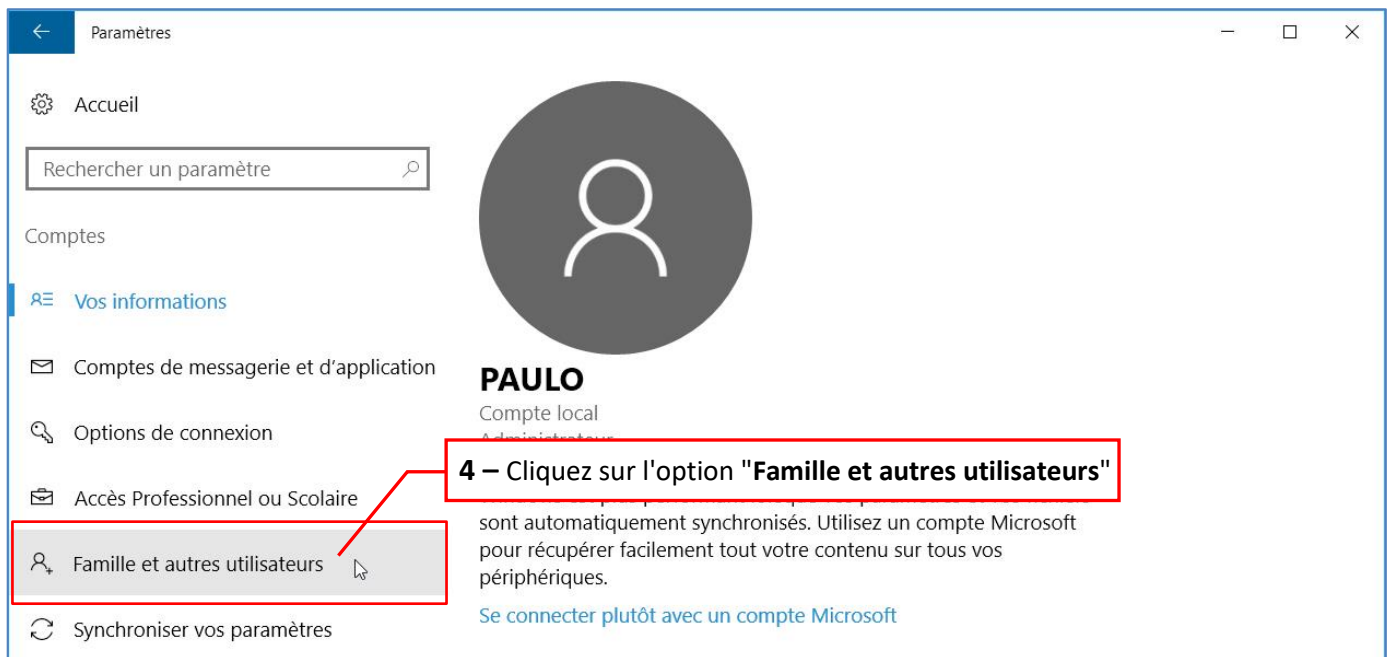 Paramètres
Accueil
Rechercher un paramètre
Comptes
Vos informations
Comptes de messagerie et d'application
Options de connexion
Accès Professionnel ou Scolaire
Famille et autres utilisateurs
Synchroniser vos paramètres
PAULO
Compte local
Administrateur
4 – Cliquez sur l'option "Famille et autres utilisateurs"
sont automatiquement synchronisés. Utilisez un compte Microsoft
pour récupérer facilement tout votre contenu sur tous vos
périphériques.
Se connecter plutôt avec un compte Microsoft